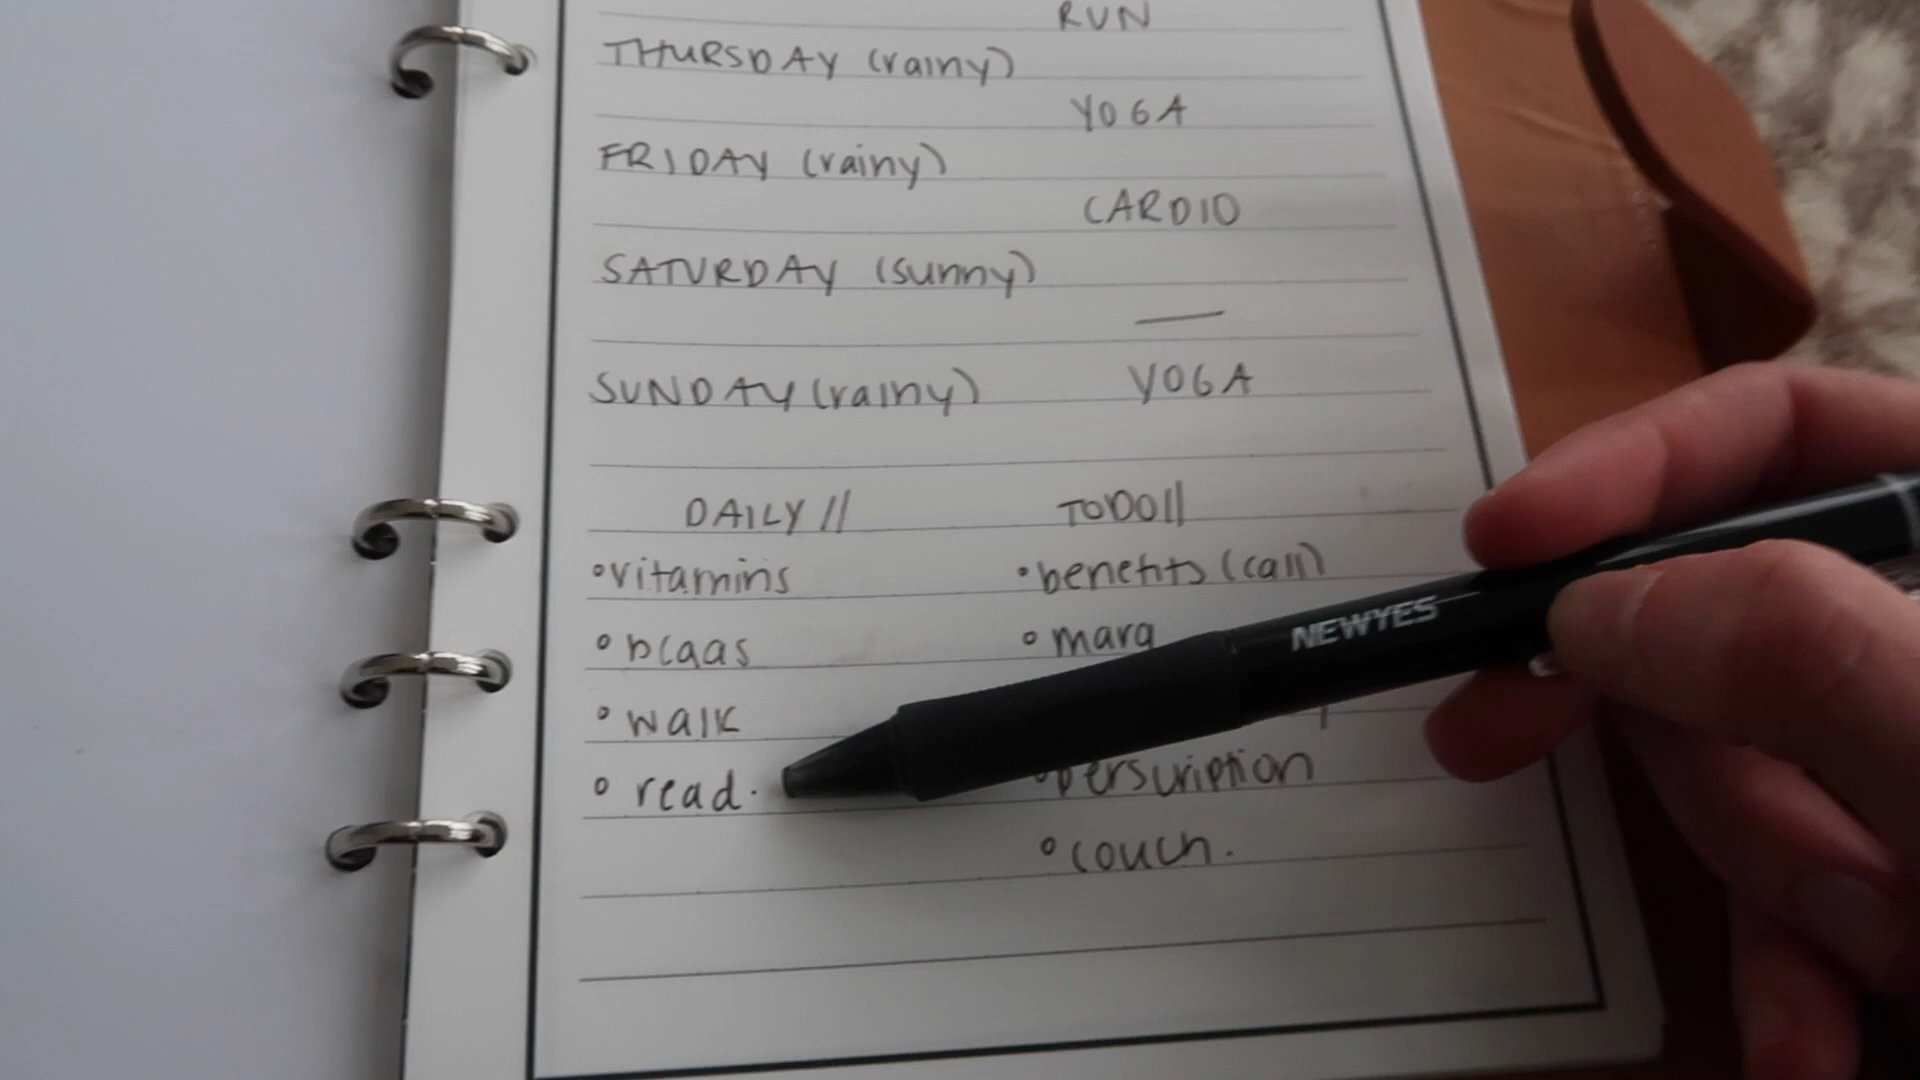 RUN
THURSDAY (rainy)
YOGA
FRIDAY (rainy)
CARDIO
SATURDAY (sunny)
—
SUNDAY (rainy) YOGA
DAILY // TODO//
•vitamins •benefits (call)
• bcaas • mara
• walk
• read. •perscription
• couch.
NEWYES